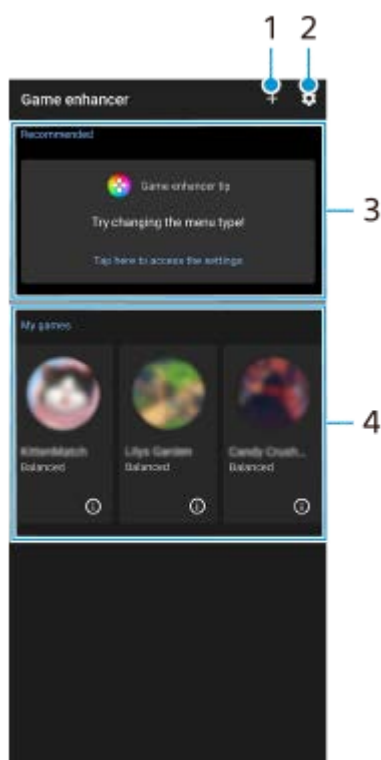 1 2
Game enhancer
Recommended
Game enhancer tip
Try changing the menu type!
Tap here to access the settings
3
My games
4
KittenMatch Lilys Garden Candy Crush...
Balanced Balanced Balanced